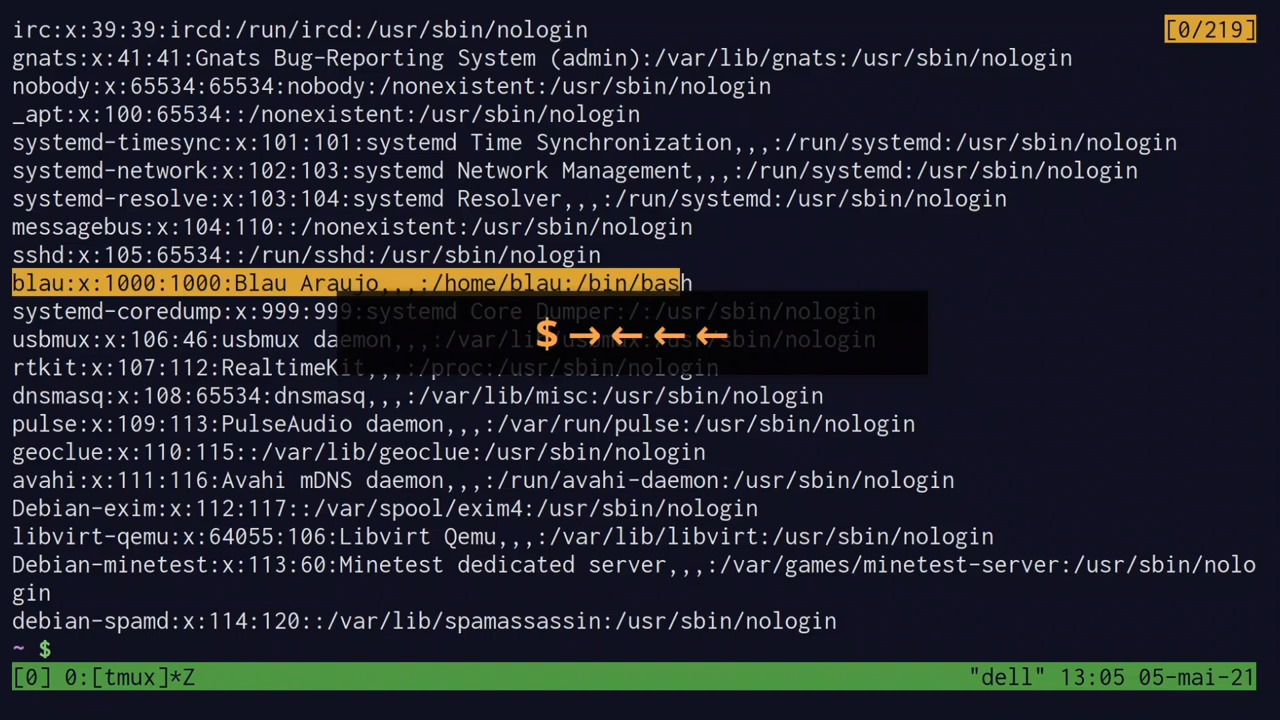 irc:x:39:39:ircd:/run/ircd:/usr/sbin/nologin
[0/219]
gnats:x:41:41:Gnats Bug-Reporting System (admin):/var/lib/gnats:/usr/sbin/nologin
nobody:x:65534:65534:nobody:/nonexistent:/usr/sbin/nologin
_apt:x:100:65534::/nonexistent:/usr/sbin/nologin
systemd-timesync:x:101:101:systemd Time Synchronization,,,:/run/systemd:/usr/sbin/nologin
systemd-network:x:102:103:systemd Network Management,,,:/run/systemd:/usr/sbin/nologin
systemd-resolve:x:103:104:systemd Resolver,,,:/run/systemd:/usr/sbin/nologin
messagebus:x:104:110::/nonexistent:/usr/sbin/nologin
sshd:x:105:65534::/run/sshd:/usr/sbin/nologin
blau:x:1000:1000:Blau Araujo,,,:/home/blau:/bin/bash
systemd-coredump:x:999:999:systemd Core Dumper:/:/usr/sbin/nologin
$→←←←
usbmux:x:106:46:usbmux daemon,,,:/var/lib/usbmux:/usr/sbin/nologin
rtkit:x:107:112:RealtimeKit,,,:/proc:/usr/sbin/nologin
dnsmasq:x:108:65534:dnsmasq,,,:/var/lib/misc:/usr/sbin/nologin
pulse:x:109:113:PulseAudio daemon,,,:/var/run/pulse:/usr/sbin/nologin
geoclue:x:110:115::/var/lib/geoclue:/usr/sbin/nologin
avahi:x:111:116:Avahi mDNS daemon,,,:/run/avahi-daemon:/usr/sbin/nologin
Debian-exim:x:112:117::/var/spool/exim4:/usr/sbin/nologin
libvirt-qemu:x:64055:106:Libvirt Qemu,,,:/var/lib/libvirt:/usr/sbin/nologin
Debian-minetest:x:113:60:Minetest dedicated server,,,:/var/games/minetest-server:/usr/sbin/nolo
gin
debian-spamd:x:114:120::/var/lib/spamassassin:/usr/sbin/nologin
~ $
[0] 0:[tmux]*Z "dell" 13:05 05-mai-21